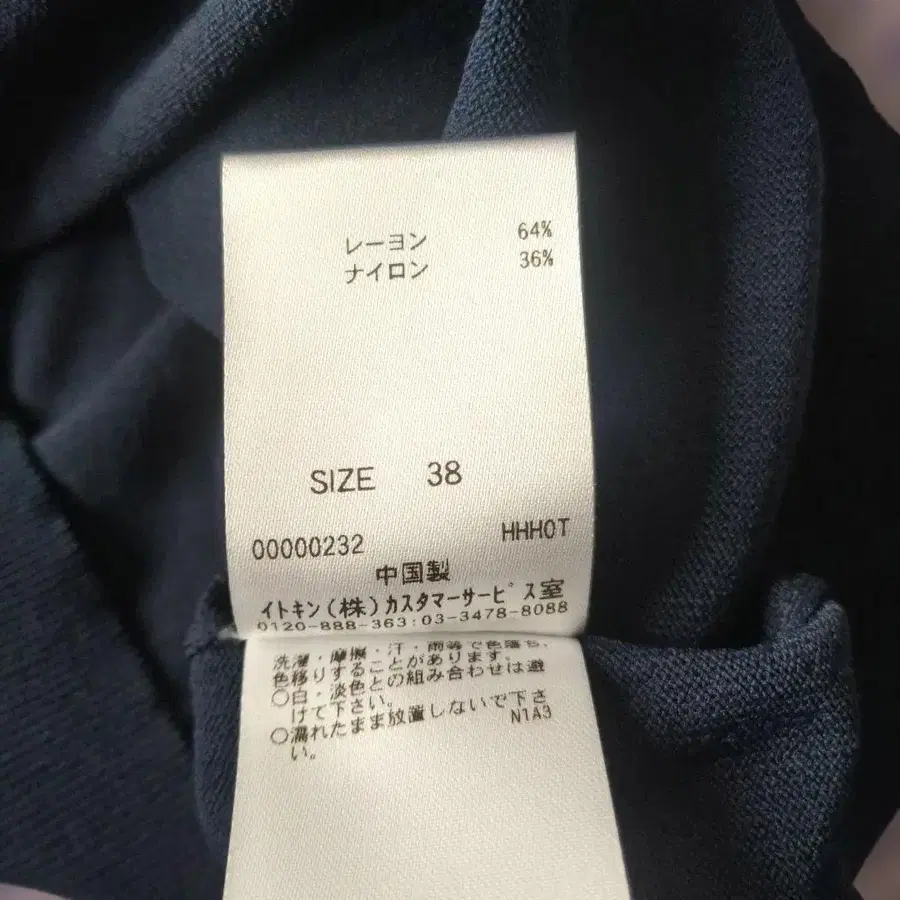 レーヨン 64%
ナイロン 36%
SIZE 38
00000232 HHH0T
中国製
イトキン(株)カスタマーサービス室
0120-888-363:03-3478-8088
洗濯・摩擦・汗・雨等で色落ち、
色移りすることがあります。
○白・淡色との組み合わせは避
けて下さい。
○濡れたまま放置しないで下さ
い。 N1A3